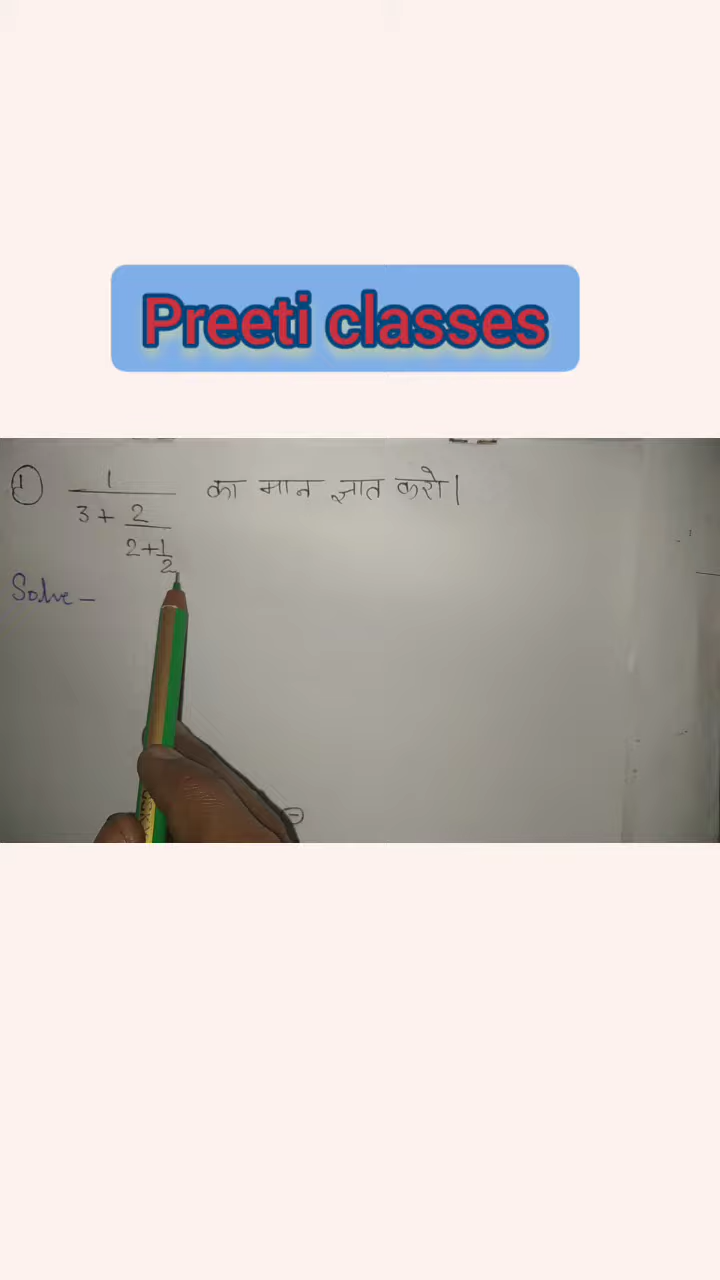 Preeti classes
1 1 का मान ज्ञात करो।
3 + 2
2+1
2
Solve –